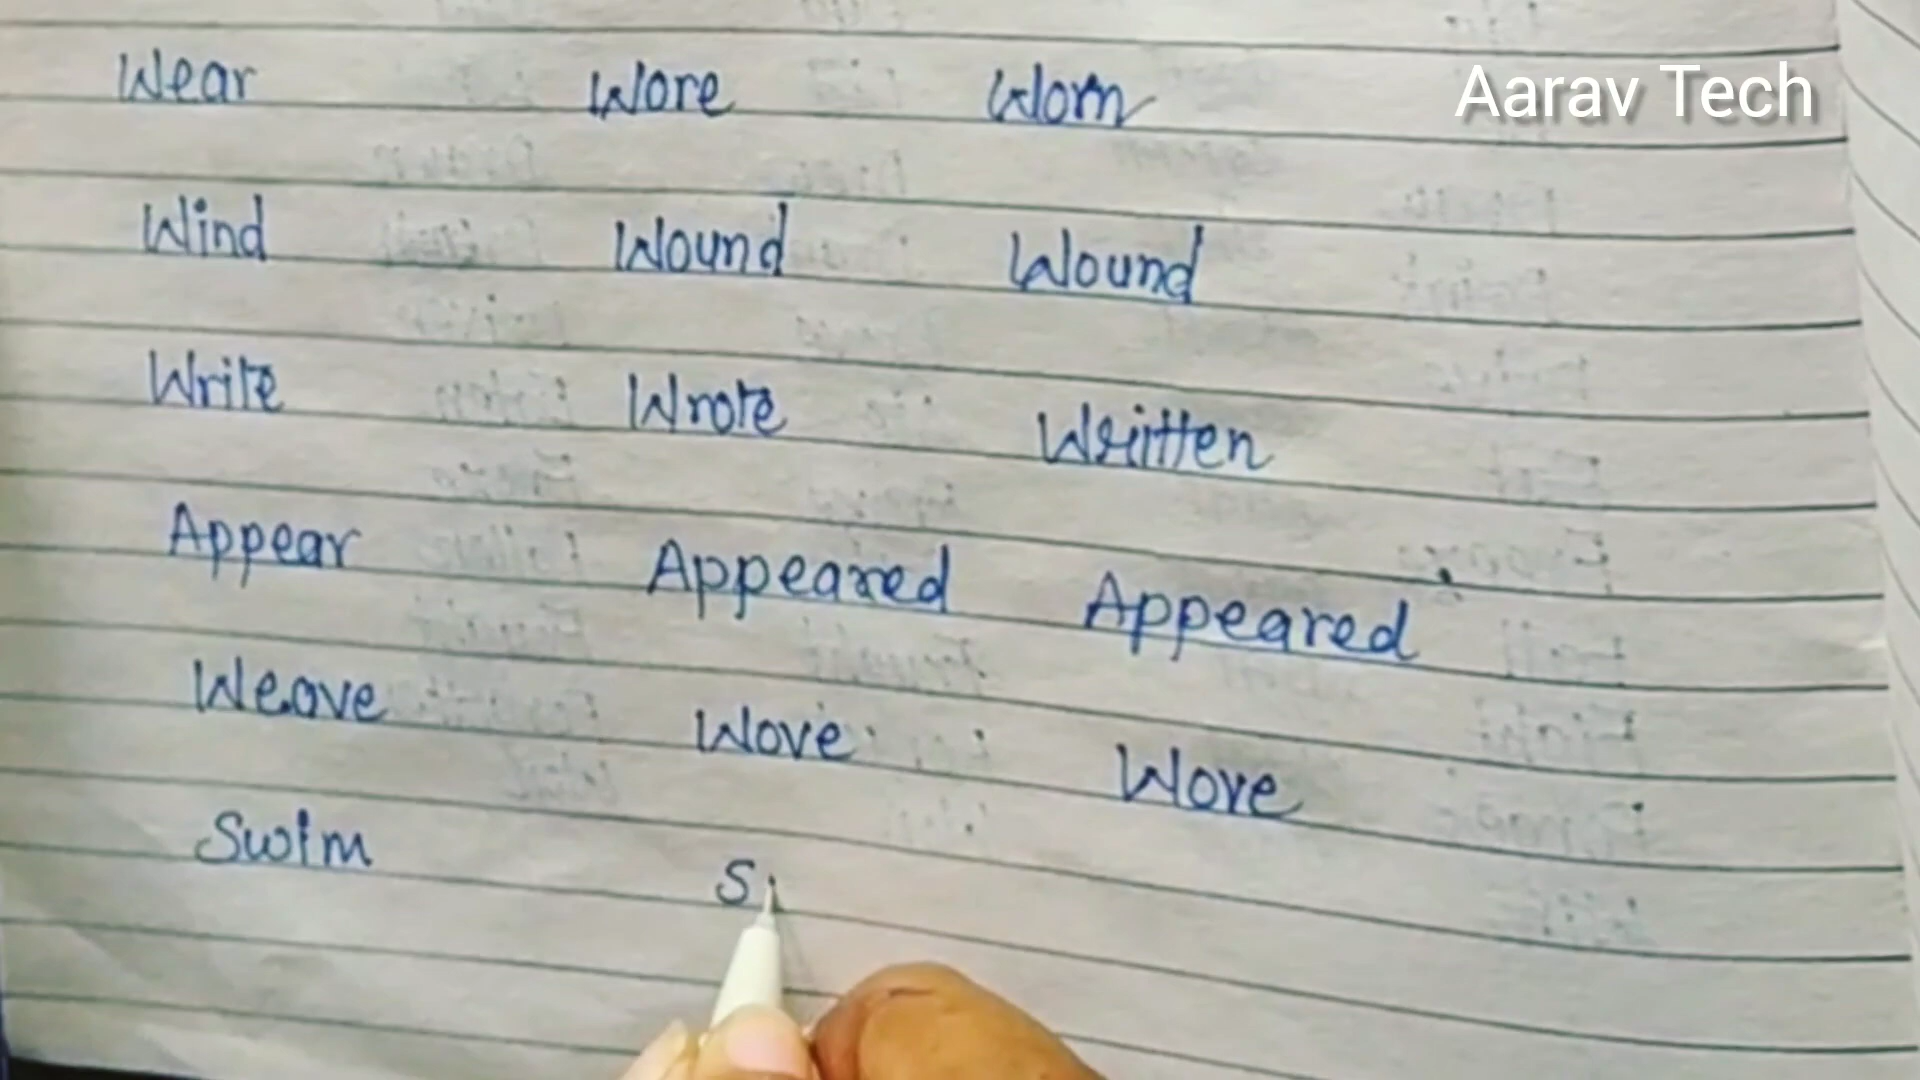 Wear Wore Worn Aarav Tech
Wind Wound Wound
Write Wrote Written
Appear Appeared Appeared
Weave Wove Wove
Swim S